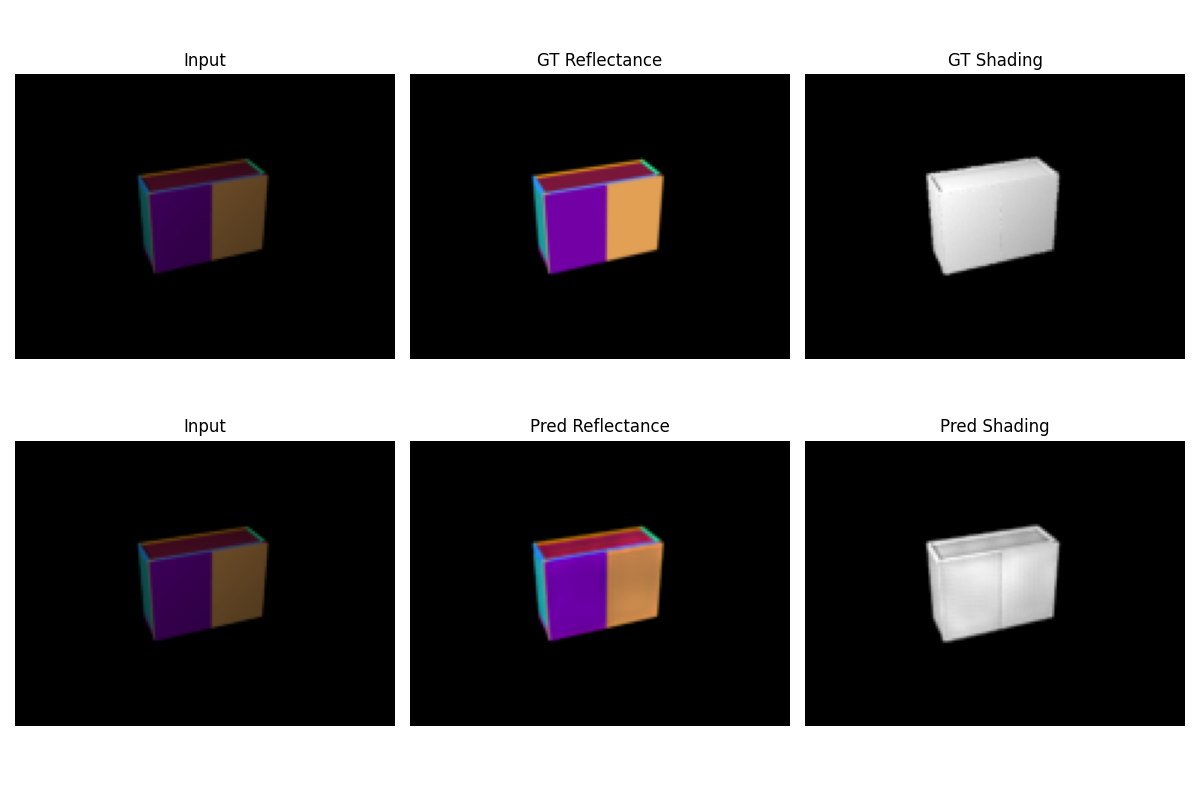 Input
GT Reflectance
GT Shading
Input
Pred Reflectance
Pred Shading